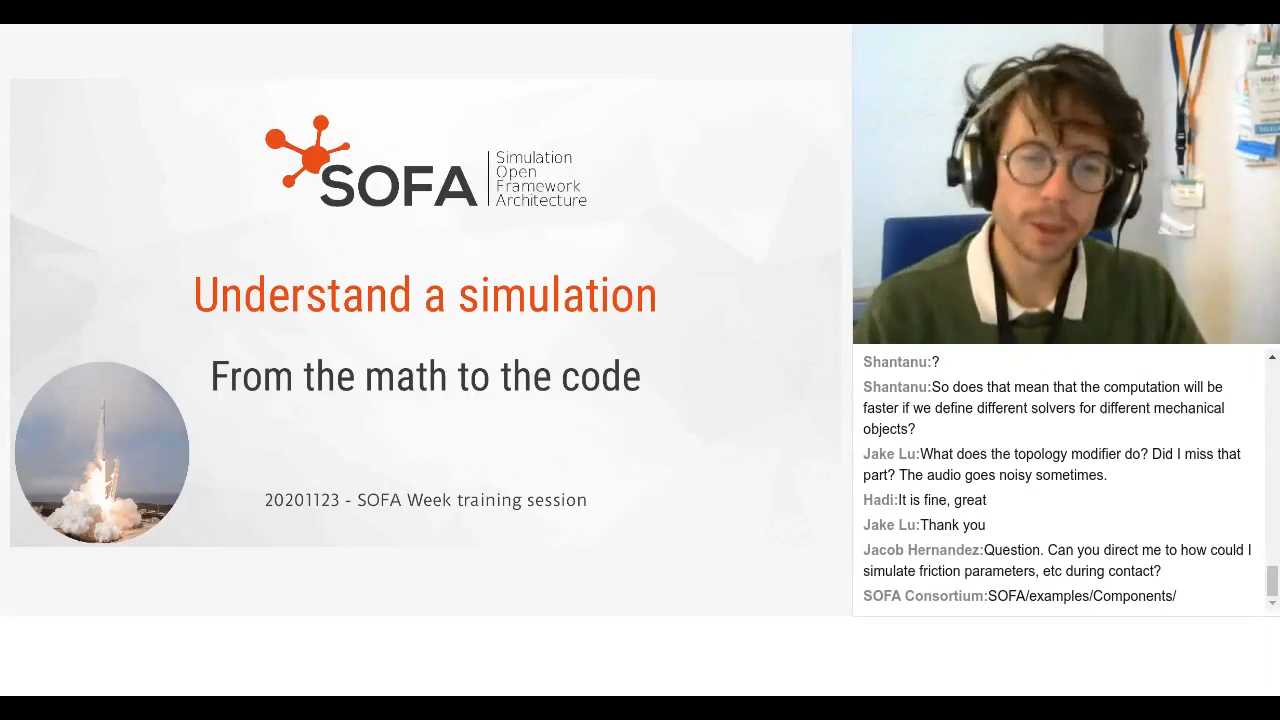 SOFA
Simulation
Open
Framework
Architecture
Understand a simulation
From the math to the code
20201123 - SOFA Week training session
Shantanu:?
Shantanu:So does that mean that the computation will be
faster if we define different solvers for different mechanical
objects?
Jake Lu:What does the topology modifier do? Did I miss that
part? The audio goes noisy sometimes.
Hadi:It is fine, great
Jake Lu:Thank you
Jacob Hernandez:Question. Can you direct me to how could I
simulate friction parameters, etc during contact?
SOFA Consortium:SOFA/examples/Components/